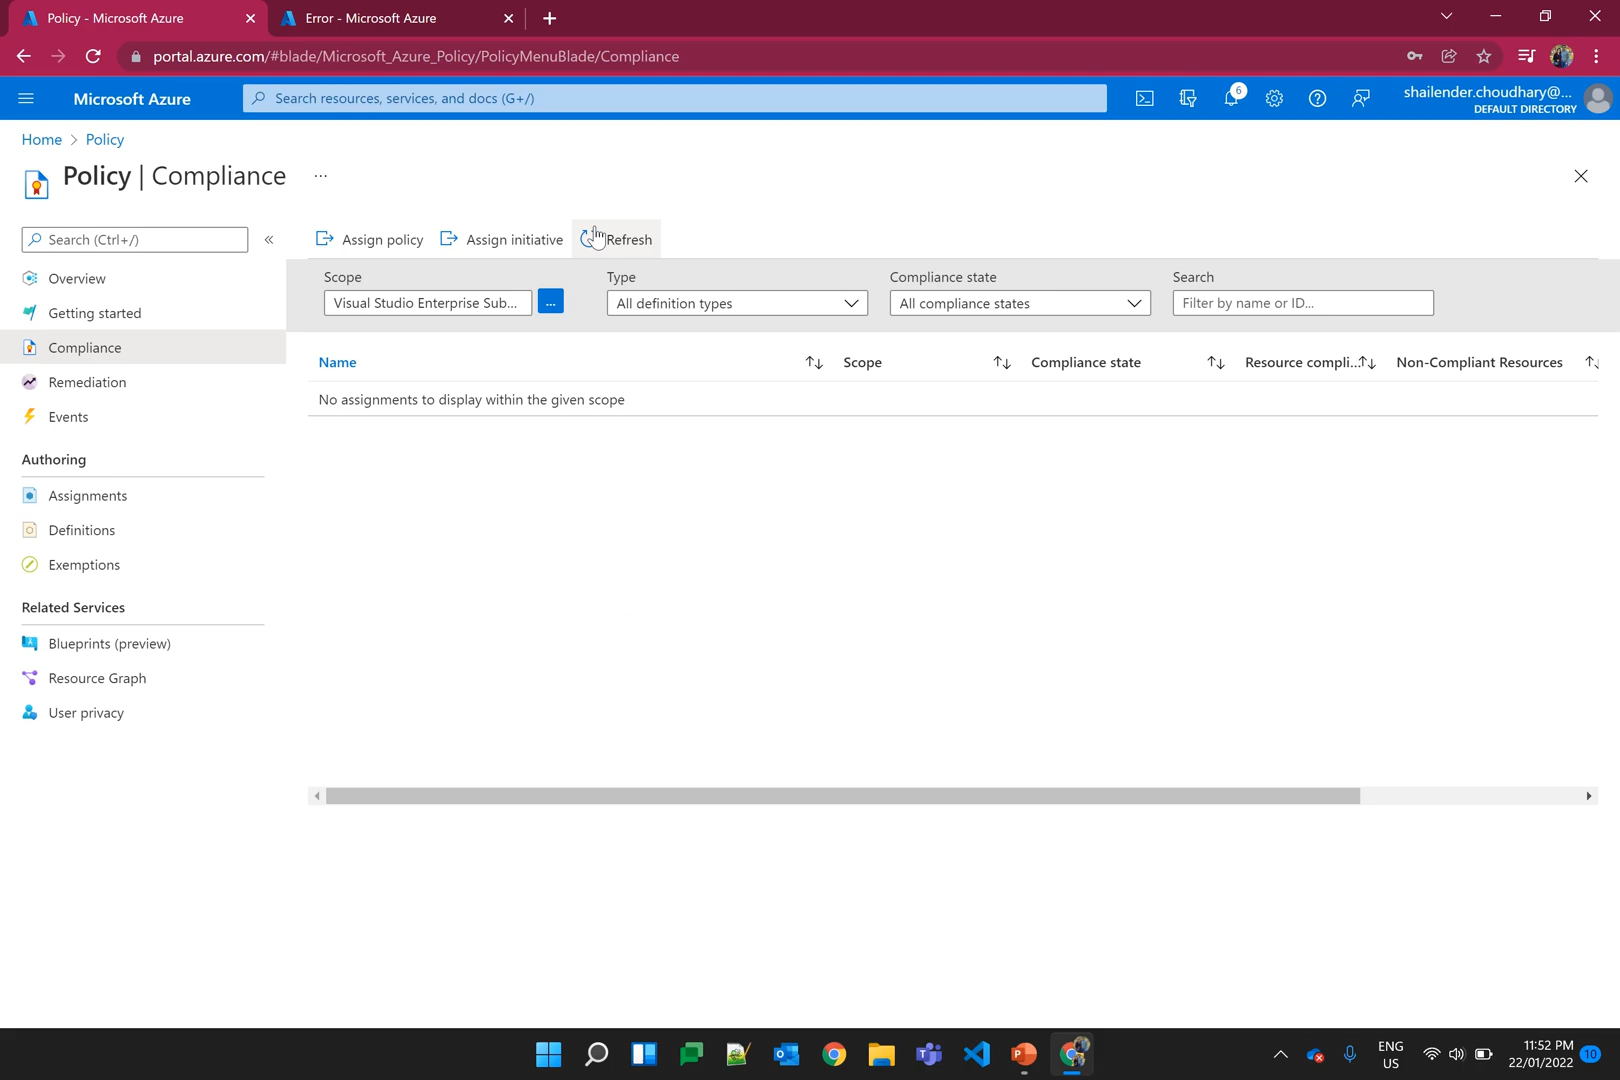 Policy - Microsoft Azure
Error - Microsoft Azure
portal.azure.com/#blade/Microsoft_Azure_Policy/PolicyMenuBlade/Compliance
Microsoft Azure
Search resources, services, and docs (G+/)
6
shailender.choudhary@...
DEFAULT DIRECTORY
Home > Policy
Policy | Compliance ...
Search (Ctrl+/)
«
Assign policy
Assign initiative
Refresh
Overview
Getting started
Compliance
Remediation
Events
Authoring
Assignments
Definitions
Exemptions
Related Services
Blueprints (preview)
Resource Graph
User privacy
Scope
Type
Compliance state
Search
Visual Studio Enterprise Sub...
...
All definition types
All compliance states
Filter by name or ID...
Name
Scope
Compliance state
Resource compli...
Non-Compliant Resources
No assignments to display within the given scope
ENG
US
11:52 PM
22/01/2022
10